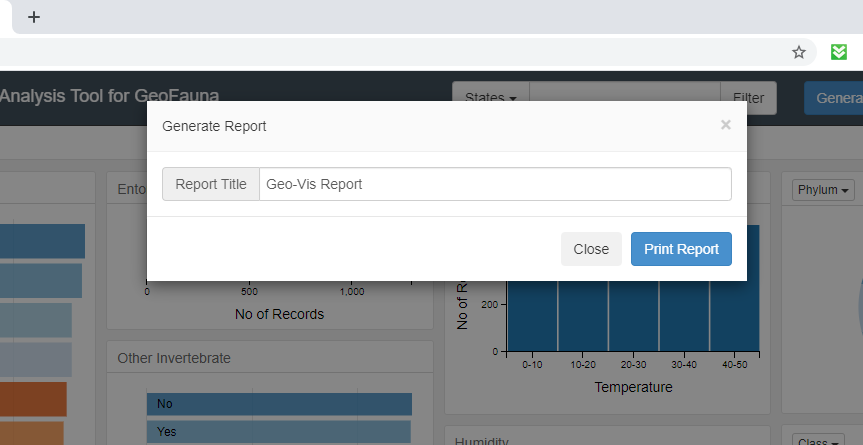 Analysis Tool for GeoFauna
States
Filter
Genera
Generate Report
×
Report Title
Geo-Vis Report
Close
Print Report
Ento
Phylum
0
500
1,000
No of Records
No of R
200
0
0-10
10-20
20-30
30-40
40-50
Temperature
Other Invertebrate
No
Yes
Humidity
Class